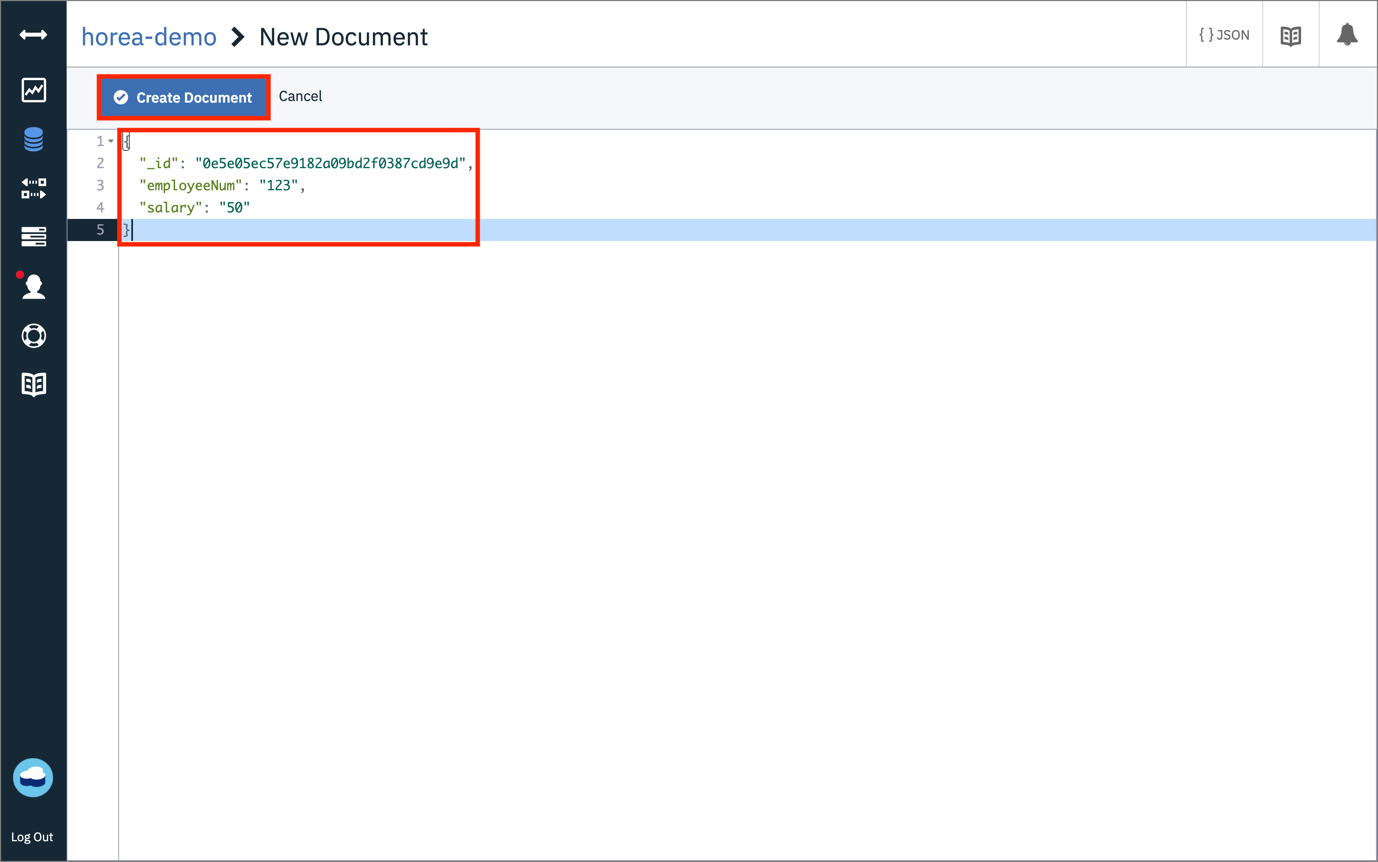 horea-demo New Document
{ } JSON
Create Document Cancel
1 {
2 "_id": "0e5e05ec57e9182a09bd2f0387cd9e9d",
3 "employeeNum": "123",
4 "salary": "50"
5 }
Log Out